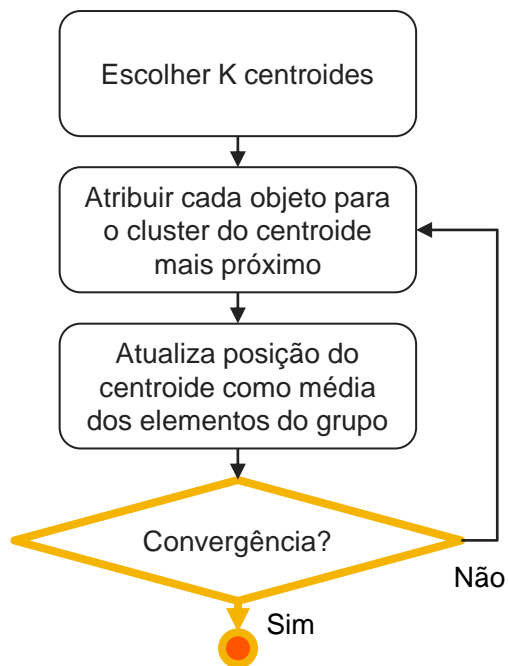 Escolher K centroides
Atribuir cada objeto para
o cluster do centroide
mais próximo
Atualiza posição do
centroide como média
dos elementos do grupo
Convergência?
Não
Sim